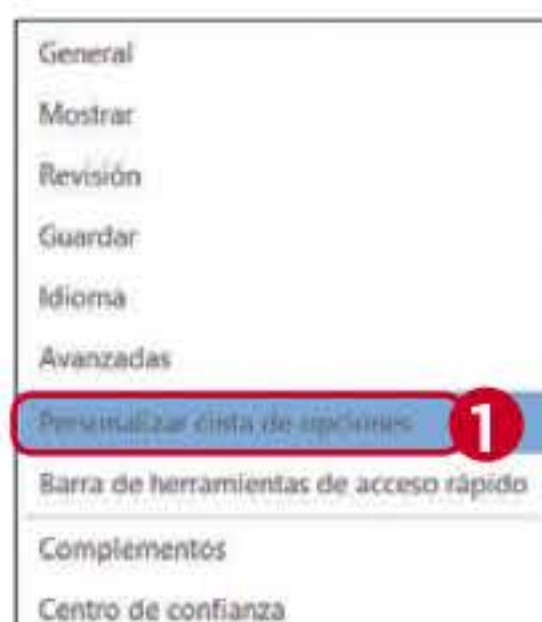 General
Mostrar
Revisión
Guardar
Idioma
Avanzadas
Personalizar cinta de opciones 1
Barra de herramientas de acceso rápido
Complementos
Centro de confianza